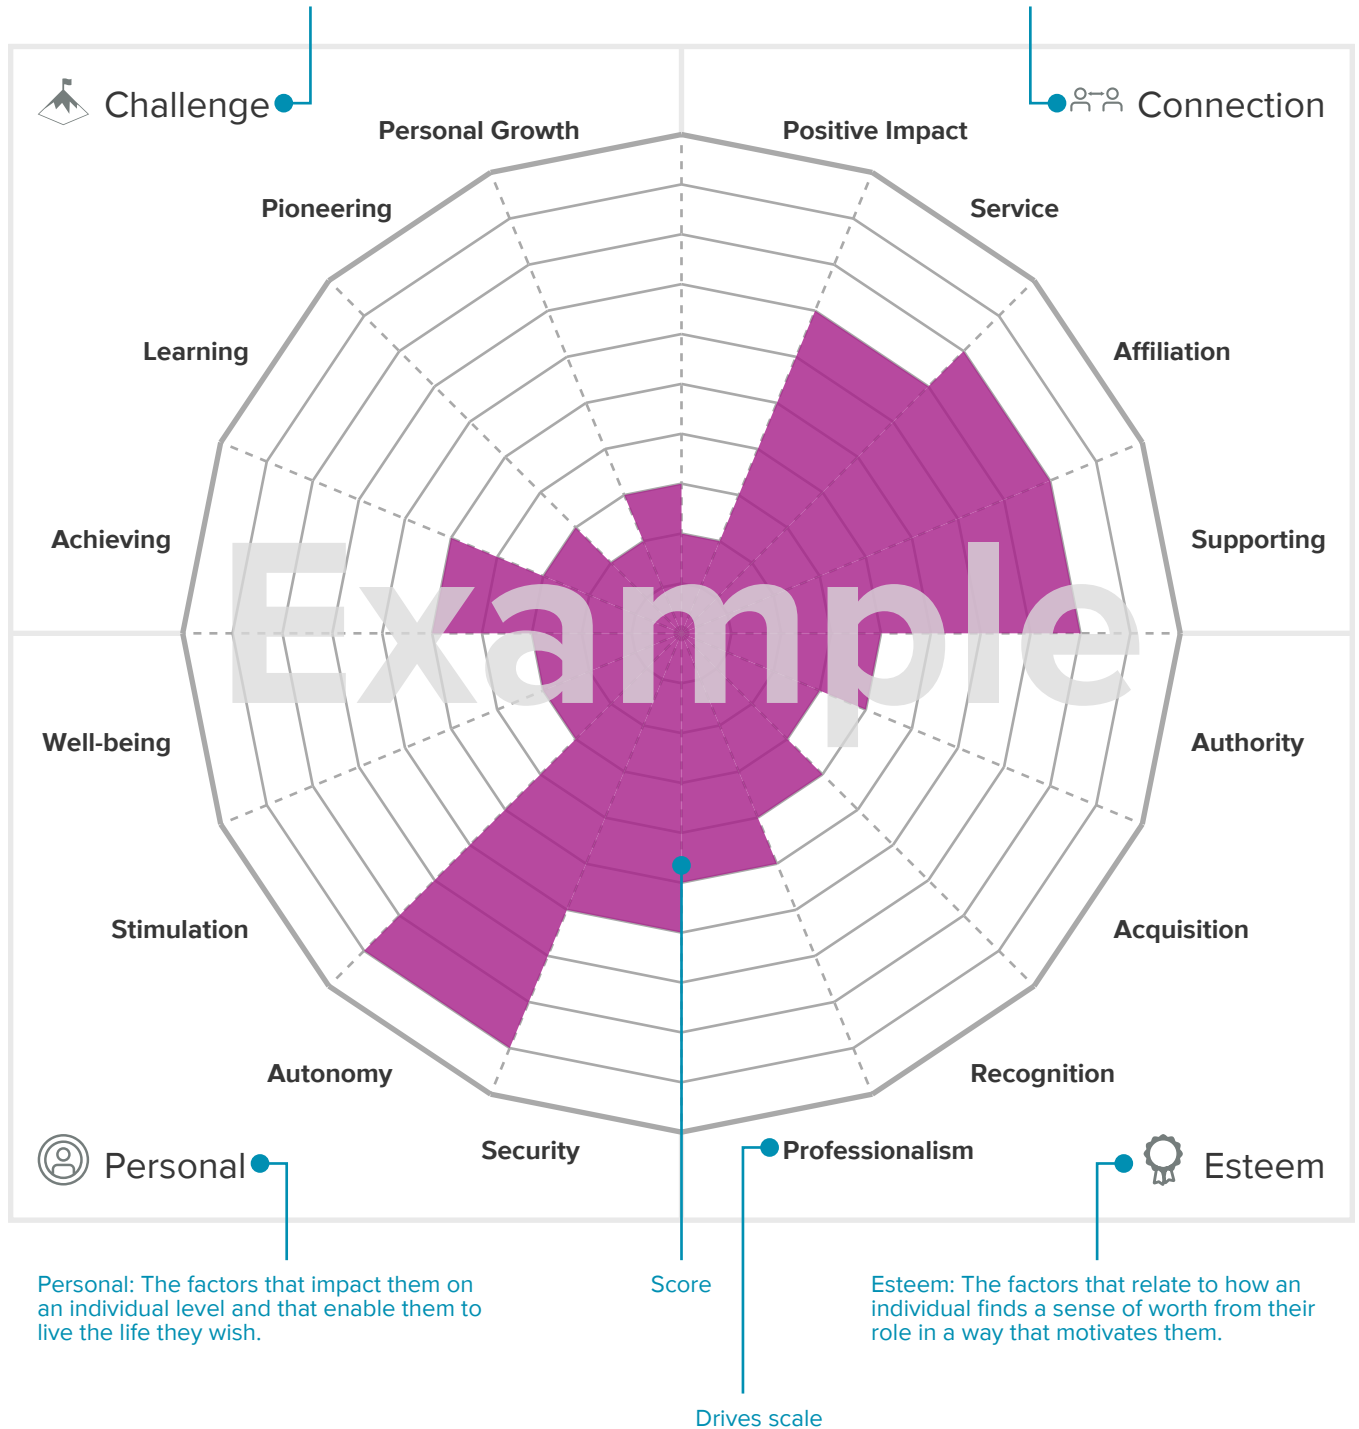 Challenge
Connection
Personal Growth
Positive Impact
Pioneering
Service
Learning
Affiliation
Achieving
Supporting
Example
Well-being
Authority
Stimulation
Acquisition
Autonomy
Recognition
Security
Professionalism
Personal
Esteem
Personal: The factors that impact them on
an individual level and that enable them to
live the life they wish.
Score
Esteem: The factors that relate to how an
individual finds a sense of worth from their
role in a way that motivates them.
Drives scale